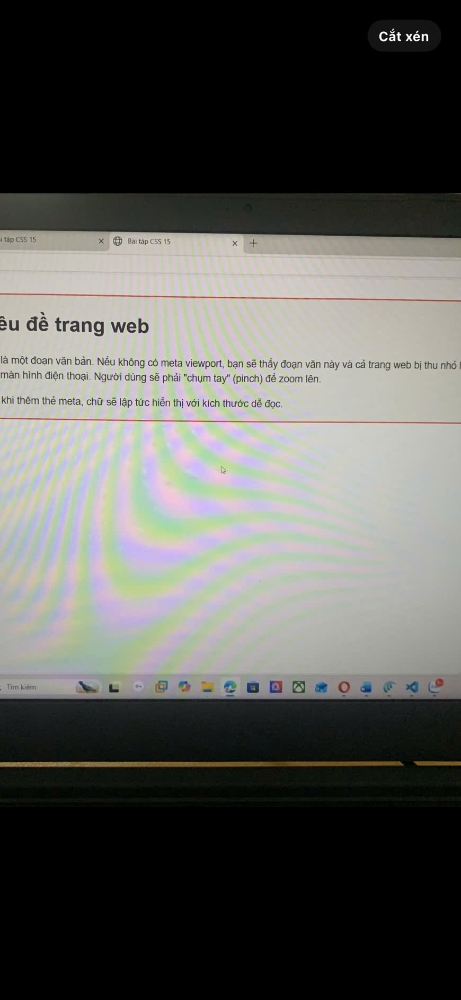 Cắt xén
i tập CSS 15
Bài tập CSS 15
êu đề trang web
là một đoạn văn bản. Nếu không có meta viewport, bạn sẽ thấy đoạn văn này và cả trang web bị thu nhỏ
màn hình điện thoại. Người dùng sẽ phải "chụm tay" (pinch) để zoom lên.
khi thêm thẻ meta, chữ sẽ lập tức hiển thị với kích thước dễ đọc.
Tìm kiếm
5+